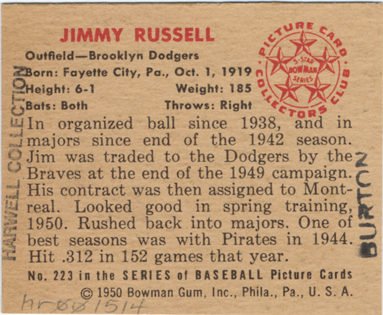 JIMMY RUSSELL
Outfield—Brooklyn Dodgers
Born: Fayette City, Pa., Oct. 1, 1919
Height: 6-1 Weight: 185
Bats: Both Throws: Right
PICTURE CARD
5-STAR
BOWMAN
SERIES
COLLECTORS CLUB
In organized ball since 1938, and in
majors since end of the 1942 season.
Jim was traded to the Dodgers by the
Braves at the end of the 1949 campaign.
His contract was then assigned to Mont-
real. Looked good in spring training,
1950. Rushed back into majors. One of
best seasons was with Pirates in 1944.
Hit .312 in 152 games that year.
No. 223 in the SERIES of BASEBALL Picture Cards
© 1950 Bowman Gum, Inc., Phila., Pa., U. S. A.
HARWELL COLLECTION
BURTON
hr001514